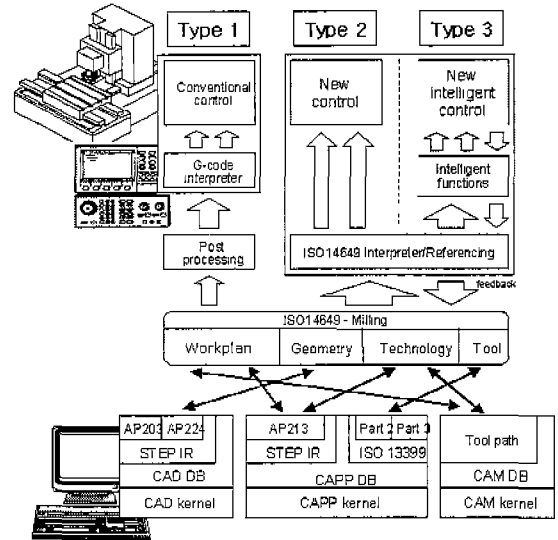 Type 1
Type 2
Type 3
Conventional
control
New
control
New
intelligent
control
G-code
interpreter
Intelligent
functions
Post
processing
ISO14649 Interpreter/Referencing
feedback
ISO14649 - Milling
Workplan
Geometry
Technology
Tool
AP203
AP224
STEP IR
CAD DB
CAD kernel
AP213
STEP IR
Part 2
Part 3
ISO 13399
CAPP DB
CAPP kernel
Tool path
CAM DB
CAM kernel